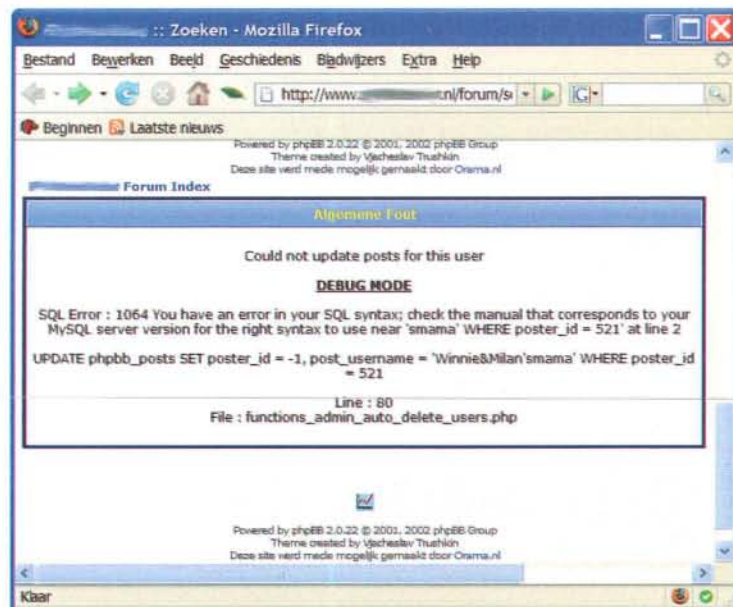 :: Zoeken - Mozilla Firefox
Bestand Bewerken Beeld Geschiedenis Bladwijzers Extra Help
http://www. nl/forum/s
Beginnen Laatste nieuws
Powered by phpBB 2.0.22 © 2001, 2002 phpBB Group
Theme created by Vjacheslav Trushkin
Deze site werd mede mogelijk gemaakt door Orama.nl
Forum Index
Algemene Fout
Could not update posts for this user
DEBUG MODE
SQL Error : 1064 You have an error in your SQL syntax; check the manual that corresponds to your
MySQL server version for the right syntax to use near 'smama' WHERE poster_id = 521' at line 2
UPDATE phpbb_posts SET poster_id = -1, post_username = 'Winnie&Milan'smama' WHERE poster_id
= 521
Line : 80
File : functions_admin_auto_delete_users.php
Powered by phpBB 2.0.22 © 2001, 2002 phpBB Group
Theme created by Vjacheslav Trushkin
Deze site werd mede mogelijk gemaakt door Orama.nl
Klaar